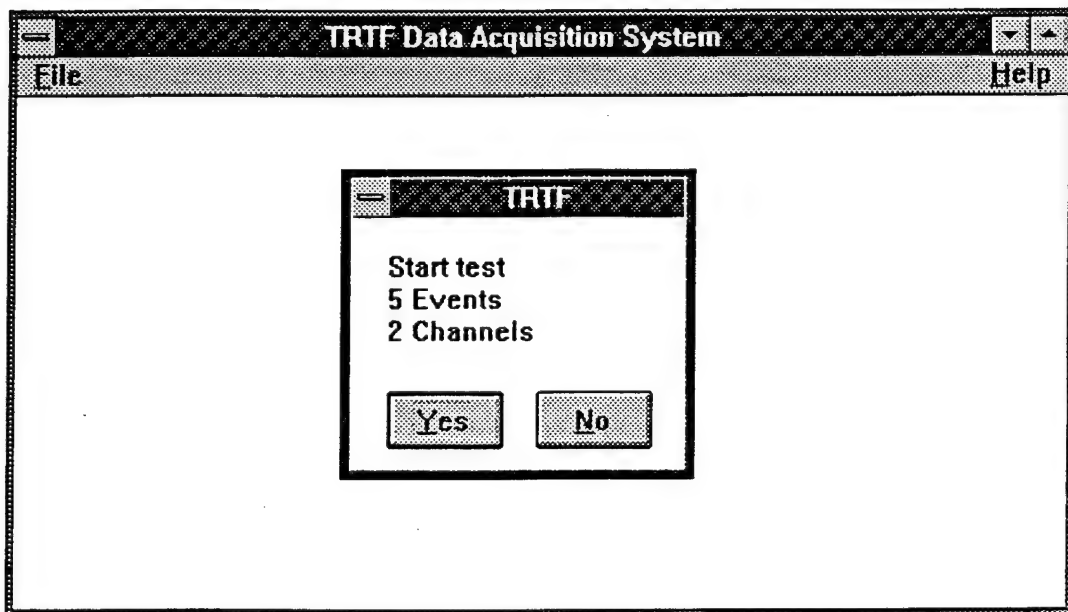 TRTF Data Acquisition System
File Help
TRTF
Start test
5 Events
2 Channels
Yes No